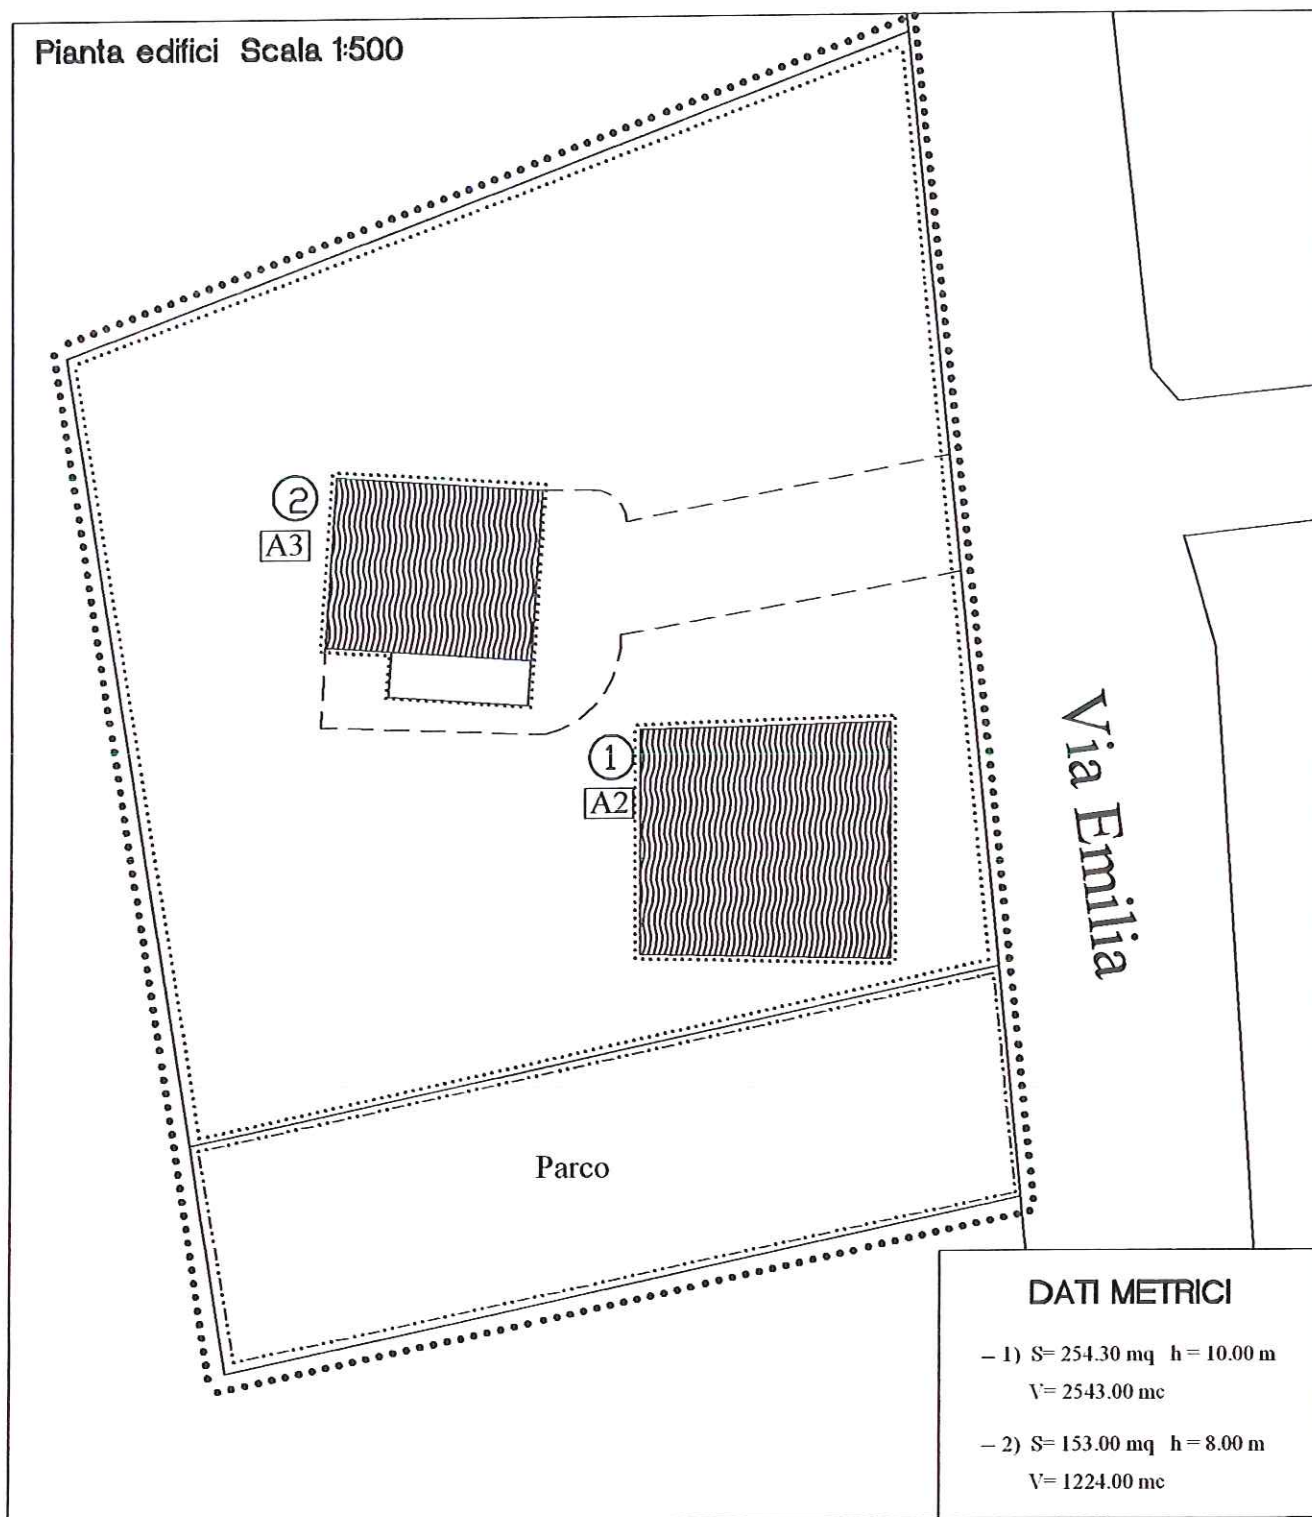 Pianta edifici Scala 1:500
2
A3
1
A2
Via Emilia
Parco
DATI METRICI
– 1) S= 254.30 mq h = 10.00 m
V= 2543.00 mc
– 2) S= 153.00 mq h = 8.00 m
V= 1224.00 mc